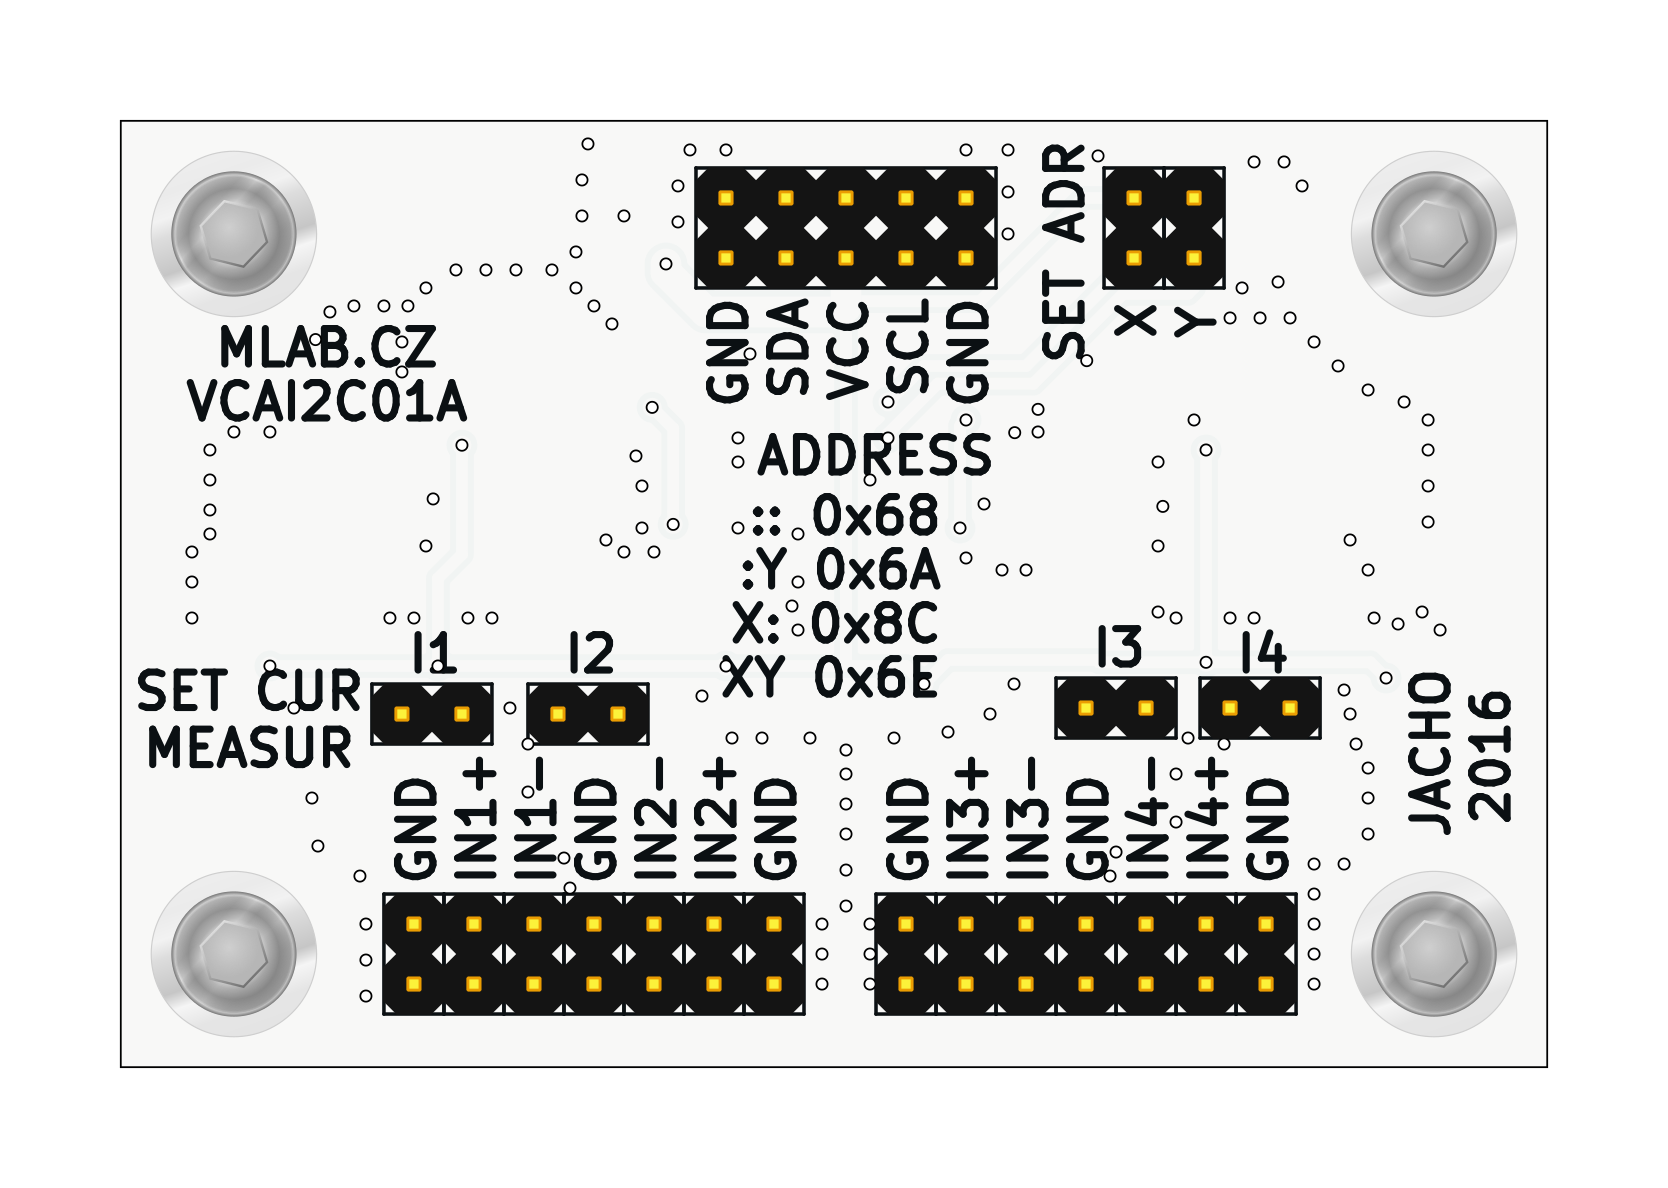 SET ADR
X
Y
GND
SDA
VCC
SCL
GND
MLAB.CZ
VCAI2C01A
ADDRESS
:: 0x68
:Y 0x6A
X: 0x8C
XY 0x6E
I1
I2
I3
I4
SET CUR
MEASUR
JACHO
2016
GND
IN1+
IN1-
GND
IN2-
IN2+
GND
GND
IN3+
IN3-
GND
IN4-
IN4+
GND